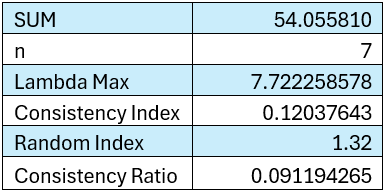 SUM 54.055810
n 7
Lambda Max 7.722258578
Consistency Index 0.12037643
Random Index 1.32
Consistency Ratio 0.091194265